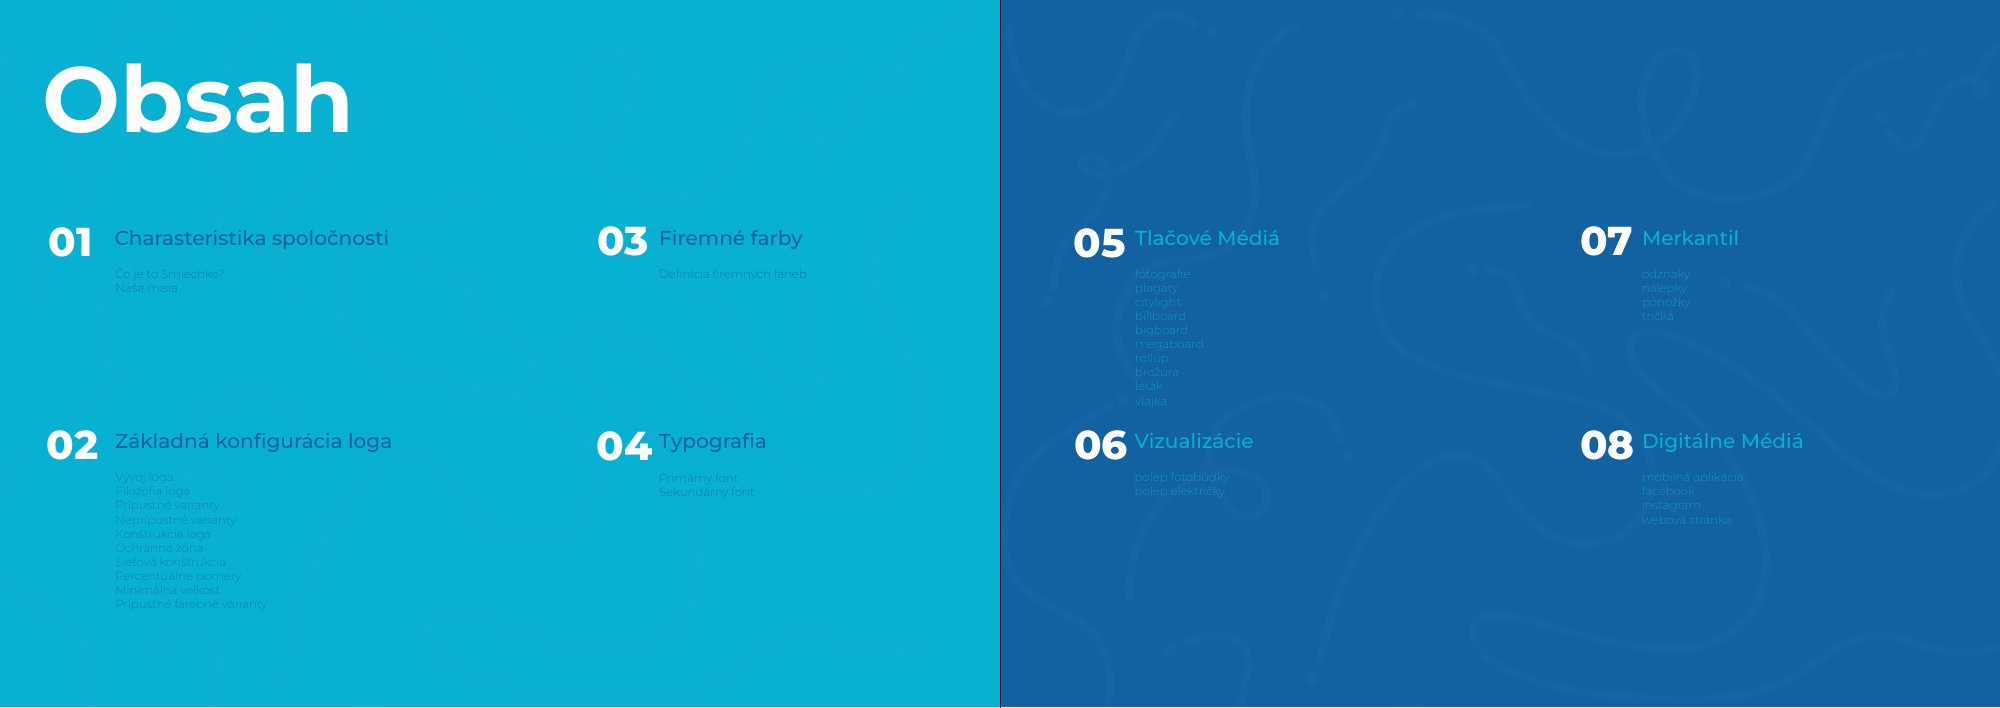 Obsah
01
Charasteristika spoločnosti
Čo je to Smiechko?
Naša misia
02
Základná konfigurácia loga
Vývoj loga
Filozofia loga
Prípustné varianty
Neprípustné varianty
Konštrukcia loga
Ochranná zóna
Sieťová konštrukcia
Percentuálne pomery
Minimálna veľkosť
Prípustné farebné varianty
03
Firemné farby
Definícia firemných farieb
04
Typografia
Primárny font
Sekundárny font
05
Tlačové Médiá
fotografie
plagáty
citylight
billboard
bigboard
megaboard
rollup
brožúra
leták
vlajka
06
Vizualizácie
polep fotobúdky
polep električky
07
Merkantil
odznaky
nálepky
ponožky
tričká
08
Digitálne Médiá
mobilná aplikácia
facebook
instagram
webová stránka